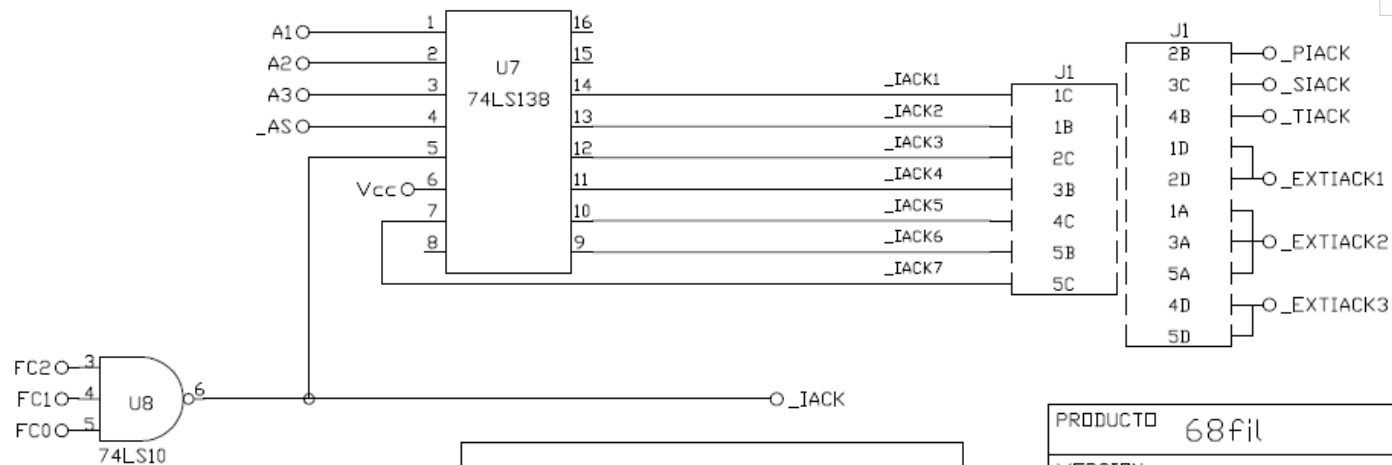 A1
A2
A3
_AS
Vcc
1
2
3
4
5
6
7
8
U7
74LS138
16
15
14
13
12
11
10
9
_IACK1
_IACK2
_IACK3
_IACK4
_IACK5
_IACK6
_IACK7
J1
1C
1B
2C
3B
4C
5B
5C
J1
2B
3C
4B
1D
2D
1A
3A
5A
4D
5D
_PIACK
_SIACK
_TIACK
_EXTIACK1
_EXTIACK2
_EXTIACK3
FC2
FC1
FC0
3
4
5
U8
6
74LS10
_IACK
PRODUCTO 68fil